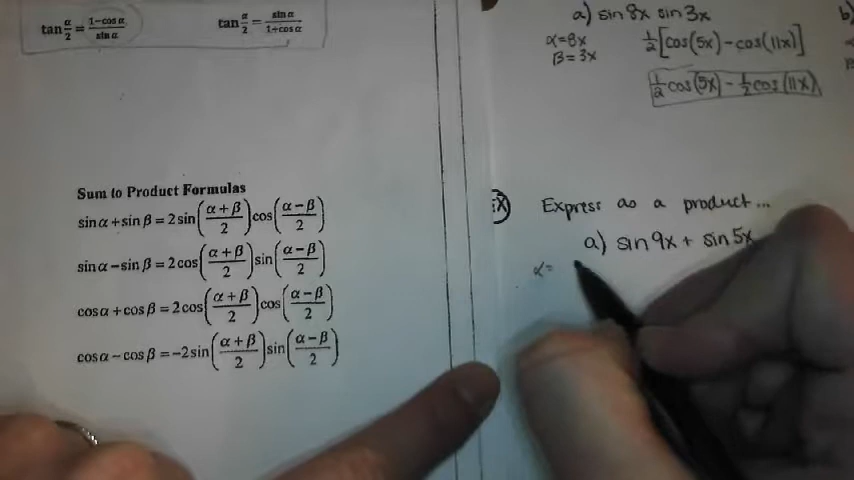 tan α/2 = (1-cos α)/(sin α)
tan α/2 = (sin α)/(1+cos α)
Sum to Product Formulas
sin α + sin β = 2 sin((α+β)/2) cos((α-β)/2)
sin α - sin β = 2 cos((α+β)/2) sin((α-β)/2)
cos α + cos β = 2 cos((α+β)/2) cos((α-β)/2)
cos α - cos β = -2 sin((α+β)/2) sin((α-β)/2)
a) sin 8x sin 3x
α=8x
β=3x
1/2[cos(5x) - cos(11x)]
1/2 cos(5x) - 1/2 cos(11x)
b)
Express as a product...
a) sin 9x + sin 5x
α=